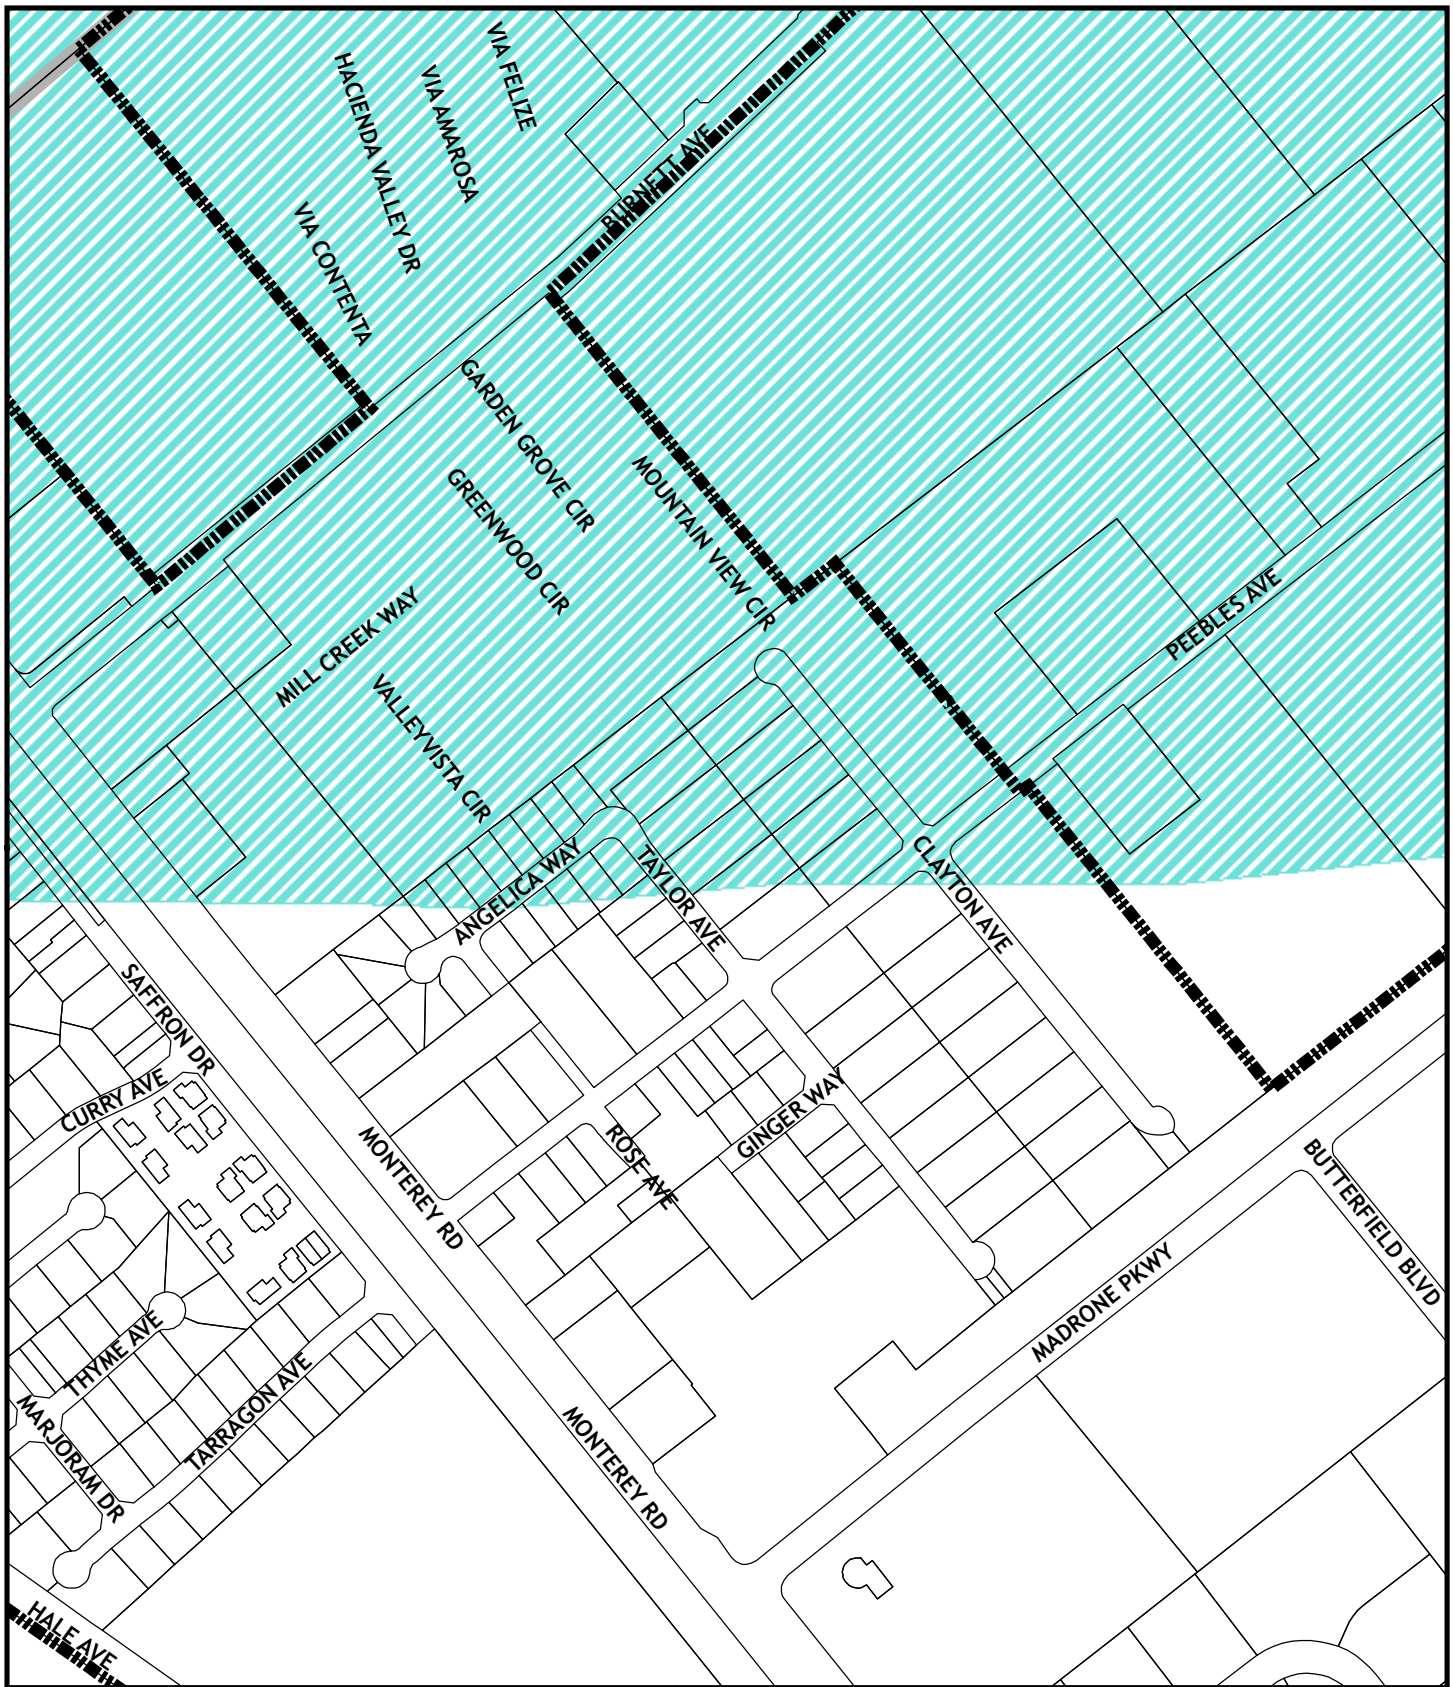 VIA FELIZE
HACIENDA VALLEY DR
VIA AMAROSA
BURNETT AVE
VIA CONTENTA
GARDEN GROVE CIR
MOUNTAIN VIEW CIR
GREENWOOD CIR
PEEBLES AVE
MILL CREEK WAY
VALLEYVISTA CIR
ANGELICA WAY
TAYLOR AVE
CLAYTON AVE
SAFFRON DR
CURRY AVE
GINGER WAY
MONTEREY RD
ROSE AVE
BUTTERFIELD BLVD
MADRONE PKWY
THYME AVE
TARRAGON AVE
MARJORAM DR
MONTEREY RD
HALE AVE